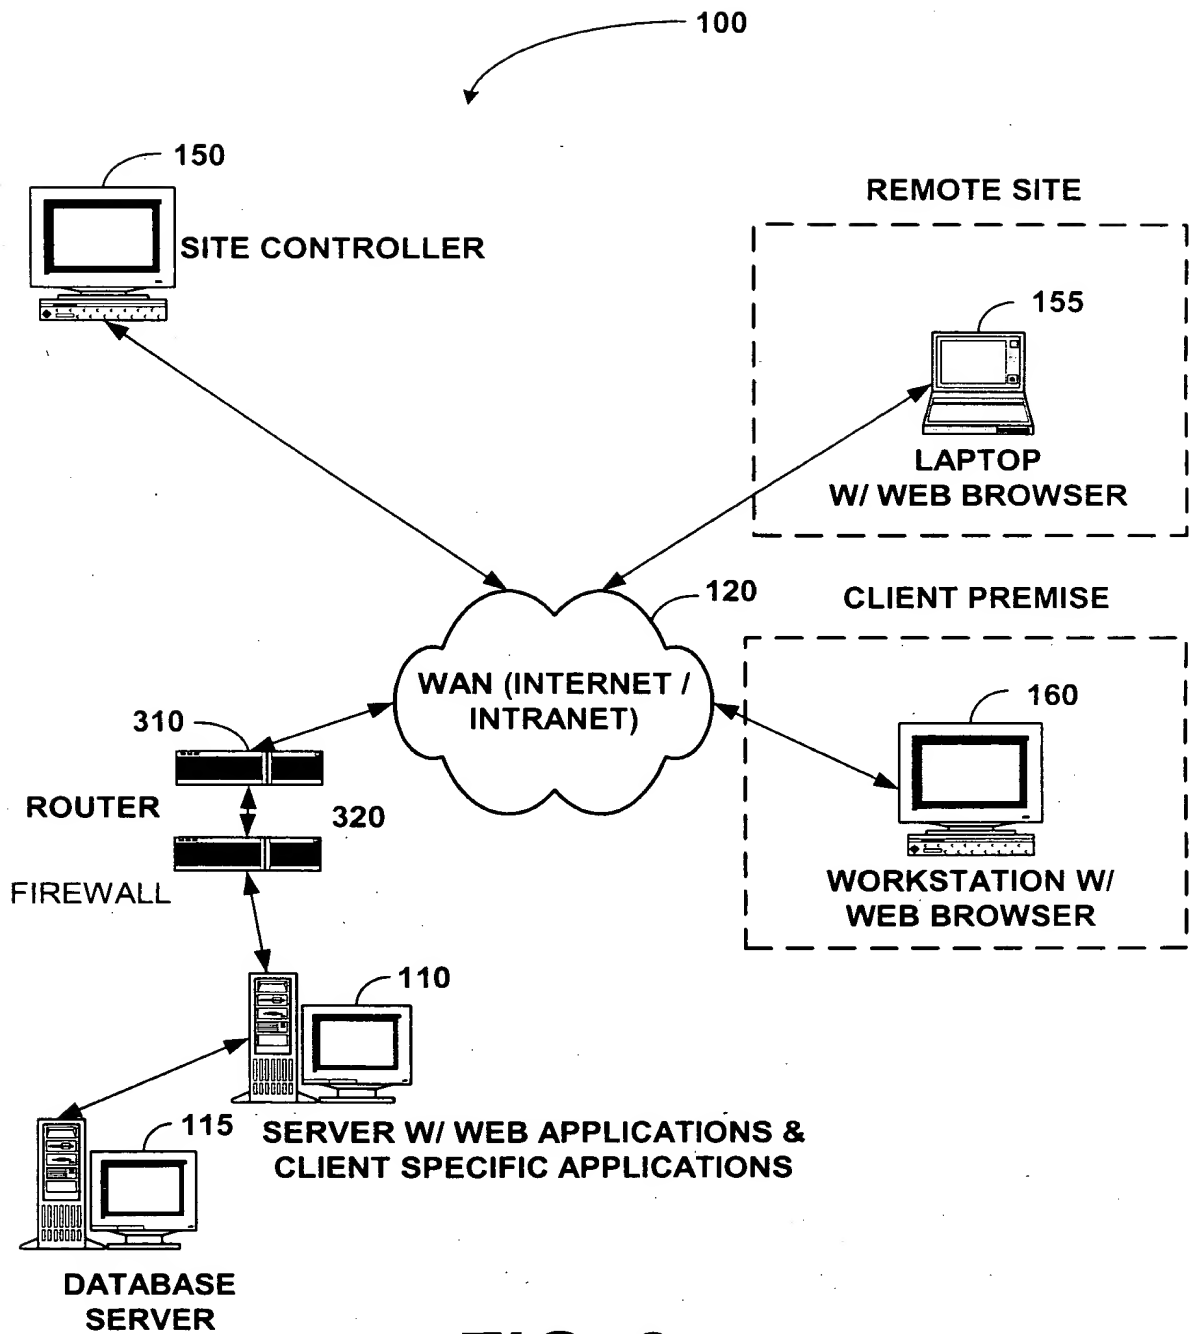 100
150
SITE CONTROLLER
REMOTE SITE
155
LAPTOP
W/ WEB BROWSER
120
CLIENT PREMISE
WAN (INTERNET /
INTRANET)
160
310
ROUTER
320
FIREWALL
WORKSTATION W/
WEB BROWSER
110
SERVER W/ WEB APPLICATIONS &
CLIENT SPECIFIC APPLICATIONS
115
DATABASE
SERVER